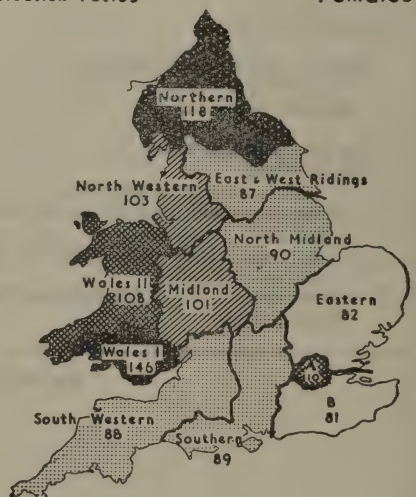 Ratios Females
Northern
118
East & West Ridings
87
North Western
103
North Midland
90
Wales II
108
Midland
101
Eastern
82
Wales I
146
A
B
81
South Western
88
Southern
89